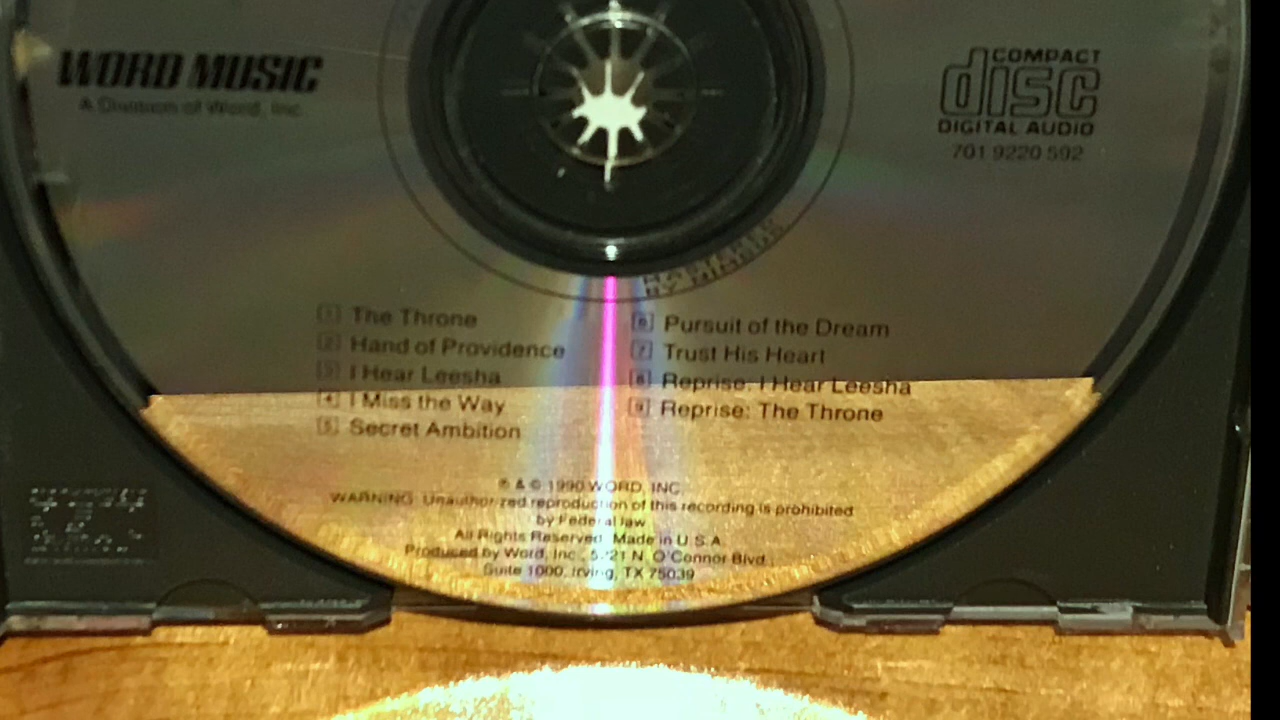 WORD MUSIC
A Division of Word, Inc.
COMPACT
disc
DIGITAL AUDIO
701 9220 592
MASTERED
BY NIMBUS
1 The Throne
2 Hand of Providence
3 I Hear Leesha
4 I Miss the Way
5 Secret Ambition
6 Pursuit of the Dream
7 Trust His Heart
8 Reprise: I Hear Leesha
9 Reprise: The Throne
℗ & © 1990 WORD, INC.
WARNING: Unauthorized reproduction of this recording is prohibited
by Federal law
All Rights Reserved. Made in U.S.A.
Produced by Word, Inc., N. O'Connor Blvd.,
Suite 1000, Irving, TX 75039